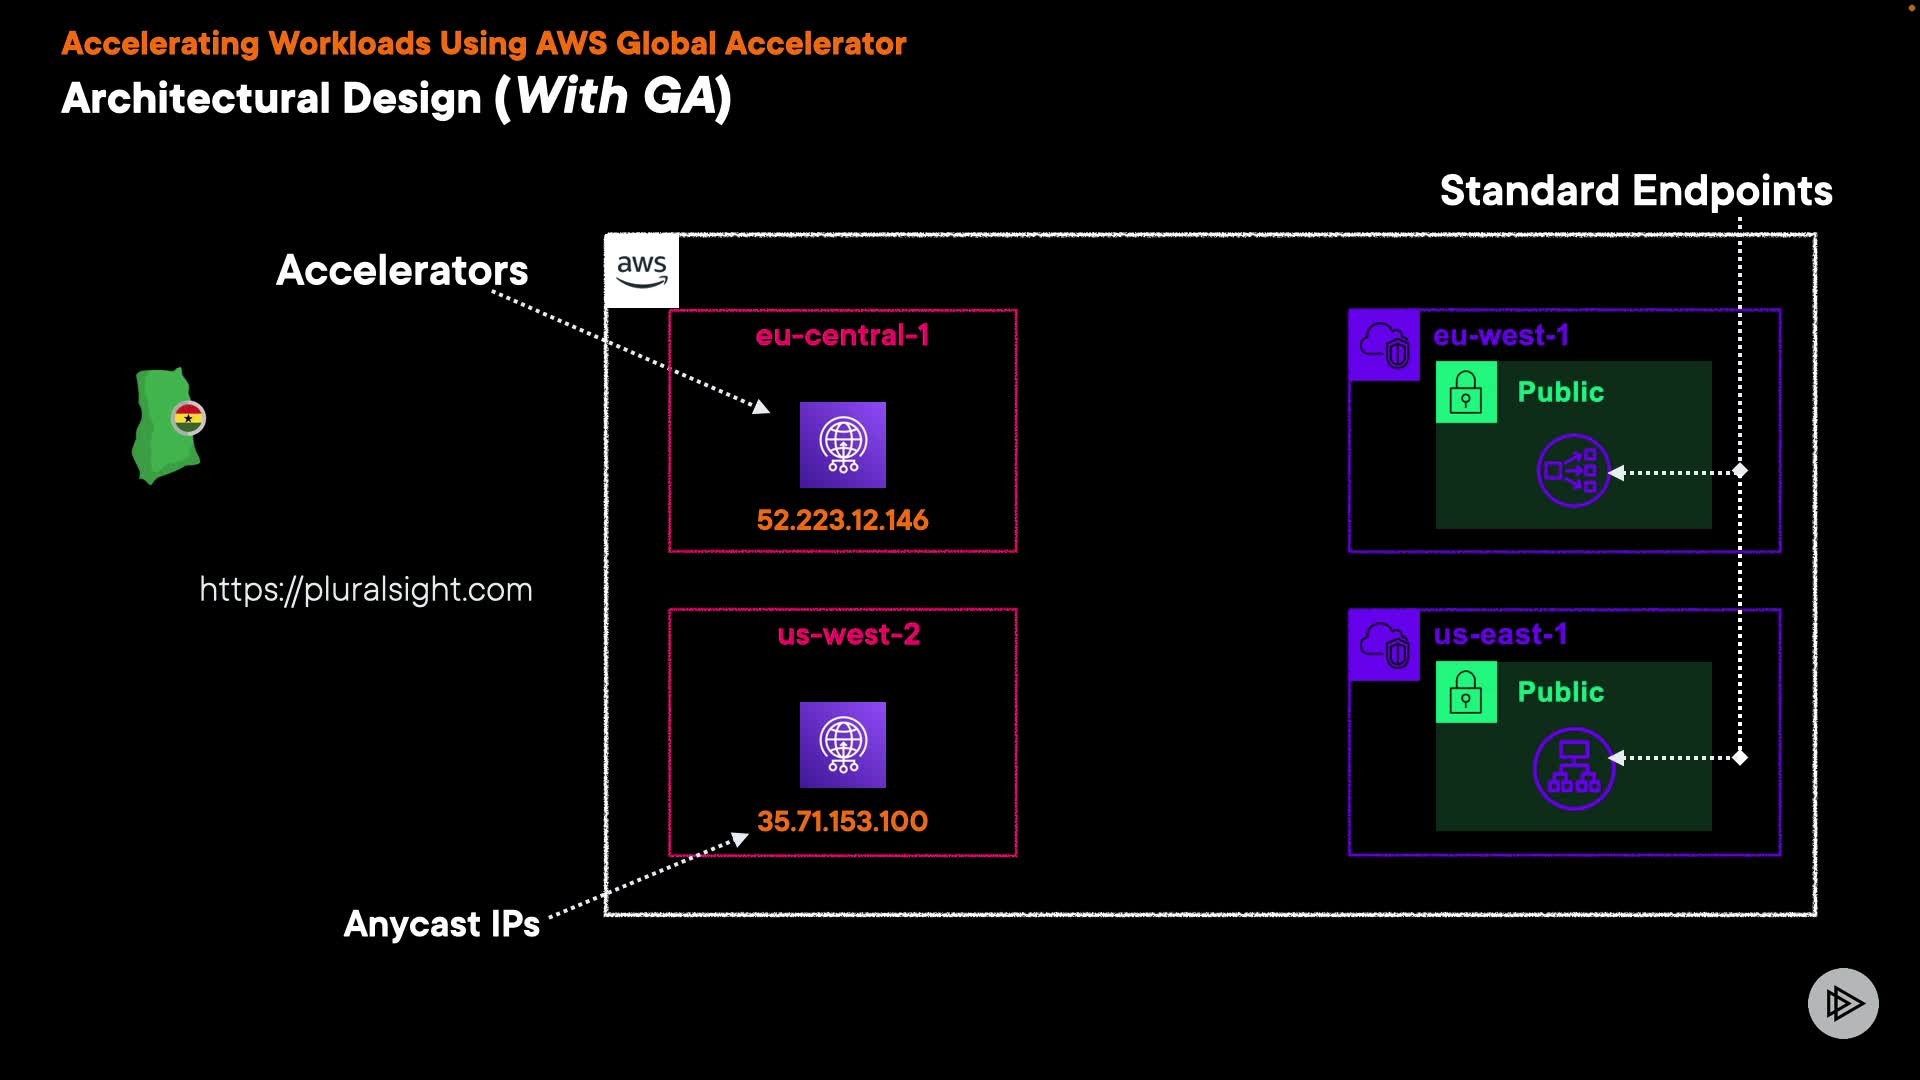 Accelerating Workloads Using AWS Global Accelerator
Architectural Design (With GA)
Standard Endpoints
Accelerators
aws
eu-central-1
52.223.12.146
eu-west-1
Public
https://pluralsight.com
us-west-2
35.71.153.100
us-east-1
Public
Anycast IPs